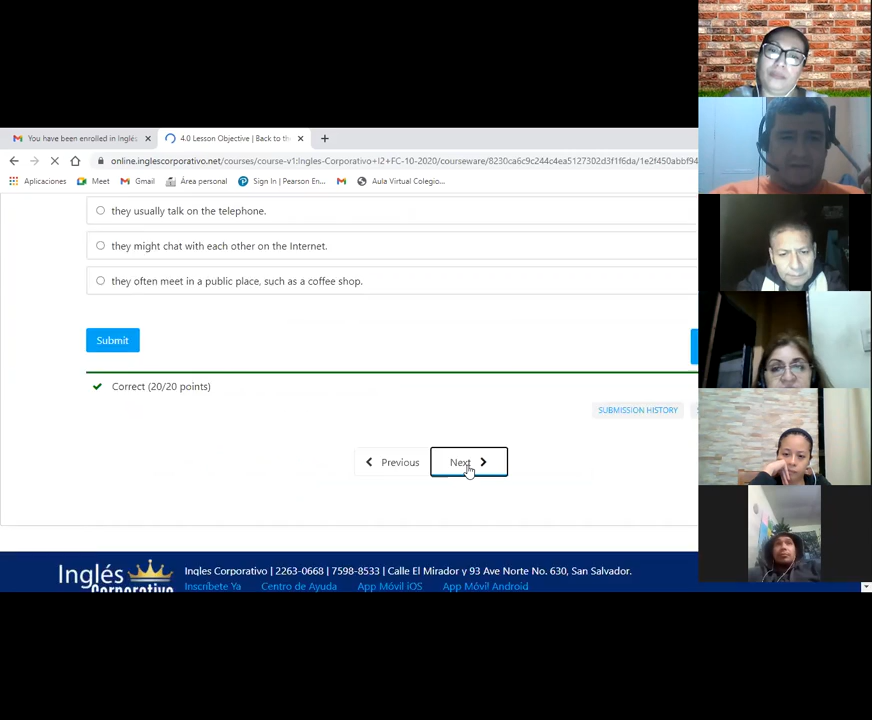 You have been enrolled in Inglé
4.0 Lesson Objective | Back to th
online.inglescorporativo.net/courses/course-v1:Ingles-Corporativo+I2+FC-10-2020/courseware/8230ca6c9c244c4ea5127302d3f1f6da/1e2f450abbf94
Aplicaciones
Meet
Gmail
Área personal
Sign In | Pearson En...
Aula Virtual Colegio...
they usually talk on the telephone.
they might chat with each other on the Internet.
they often meet in a public place, such as a coffee shop.
Submit
Correct (20/20 points)
SUBMISSION HISTORY
Previous
Next
Inglés
Corporativo
Ingles Corporativo | 2263-0668 | 7598-8533 | Calle El Mirador y 93 Ave Norte No. 630, San Salvador.
Inscríbete Ya
Centro de Ayuda
App Móvil iOS
App Móvil Android